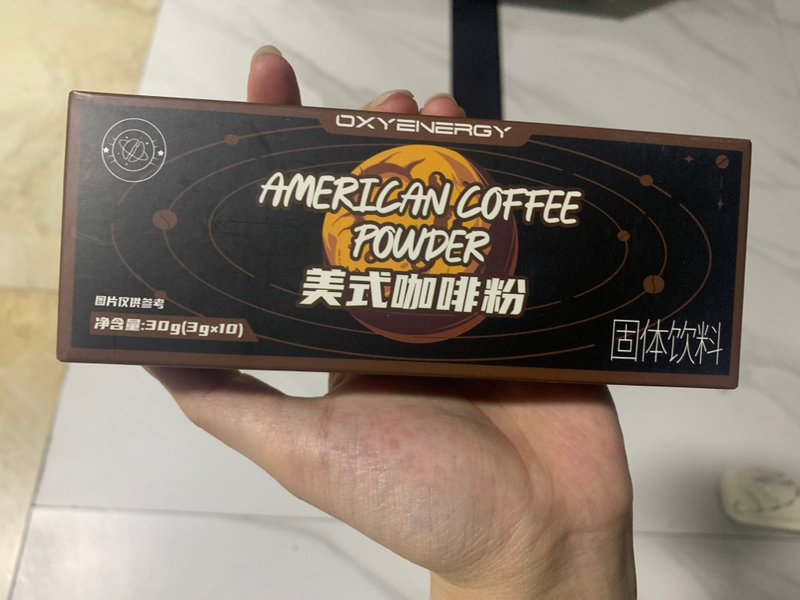 OXYENERGY
AMERICAN COFFEE
POWDER
美式咖啡粉
图片仅供参考
净含量:30g(3g×10)
固体饮料